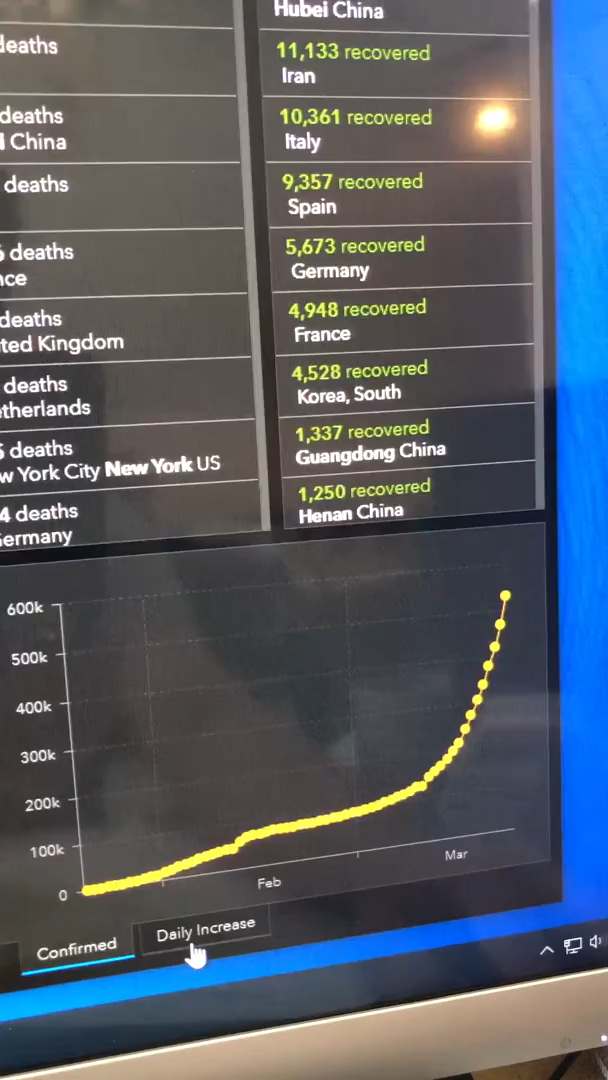 Hubei China
deaths
11,133 recovered
Iran
deaths
China
10,361 recovered
Italy
deaths
9,357 recovered
Spain
deaths
5,673 recovered
Germany
deaths
Kingdom
4,948 recovered
France
deaths
4,528 recovered
Korea, South
deaths
York City New York US
1,337 recovered
Guangdong China
4 deaths
Germany
1,250 recovered
Henan China
600k
500k
400k
300k
200k
100k
0
Feb
Mar
Confirmed
Daily Increase